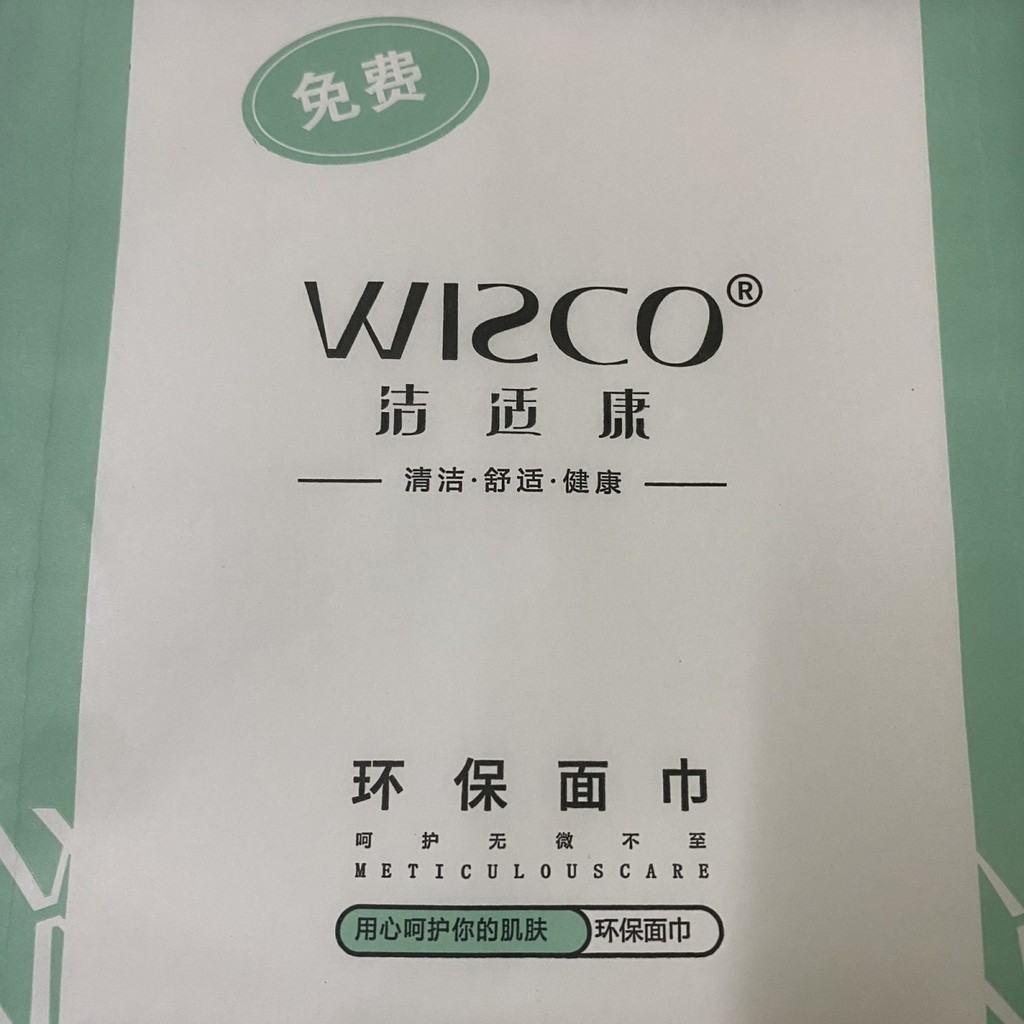 免费
WISCO®
洁适康
清洁·舒适·健康
环保面巾
呵护无微不至
METICULOUSCARE
用心呵护你的肌肤 环保面巾